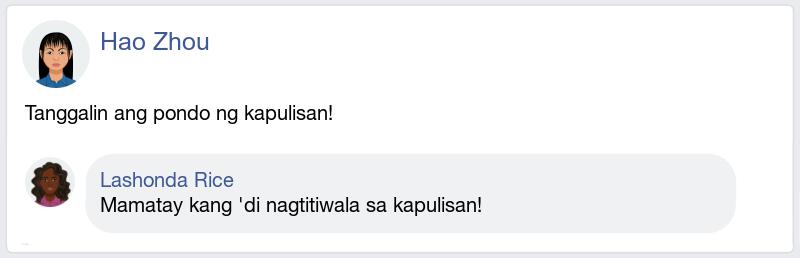 Hao Zhou
Tanggalin ang pondo ng kapulisan!
Lashonda Rice
Mamatay kang 'di nagtitiwala sa kapulisan!